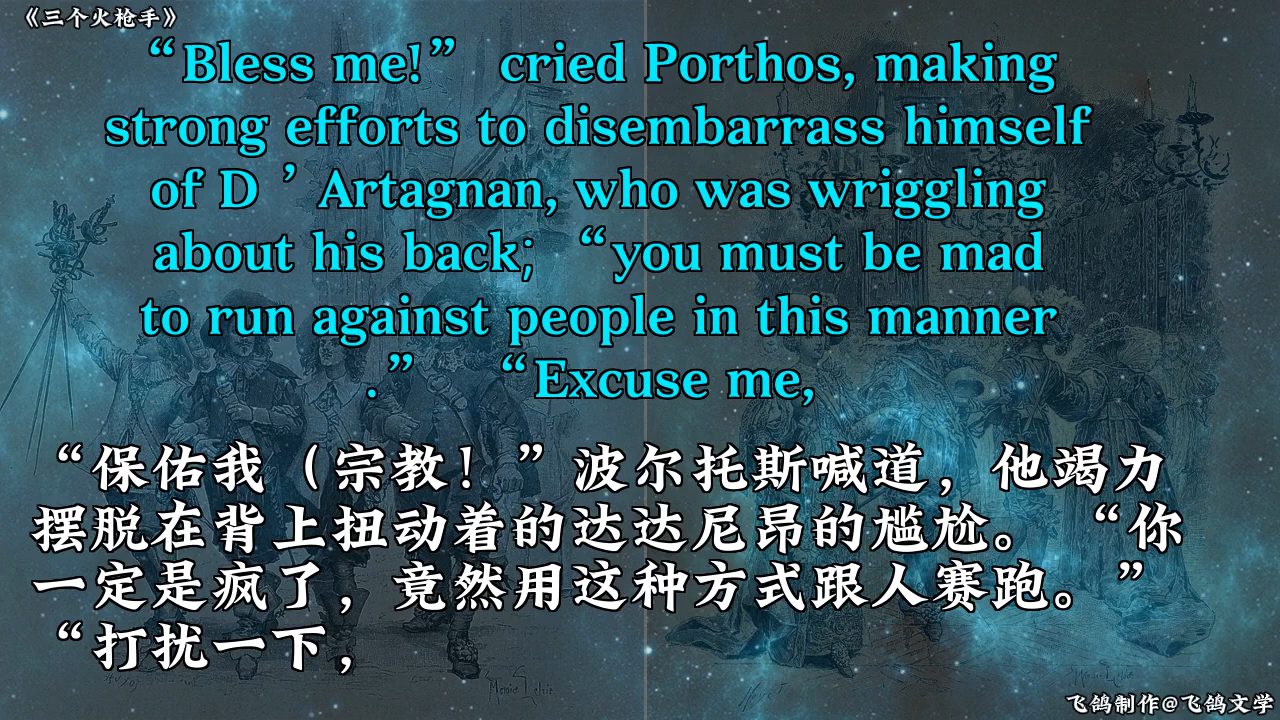 《三个火枪手》
“Bless me!” cried Porthos, making
strong efforts to disembarrass himself
of D ’ Artagnan, who was wriggling
about his back; “you must be mad
to run against people in this manner
.” “Excuse me,
“保佑我（宗教！”波尔托斯喊道，他竭力
摆脱在背上扭动着的达达尼昂的尴尬。 “你
一定是疯了，竟然用这种方式跟人赛跑。 ”
“打扰一下，
飞鸽制作@飞鸽文学